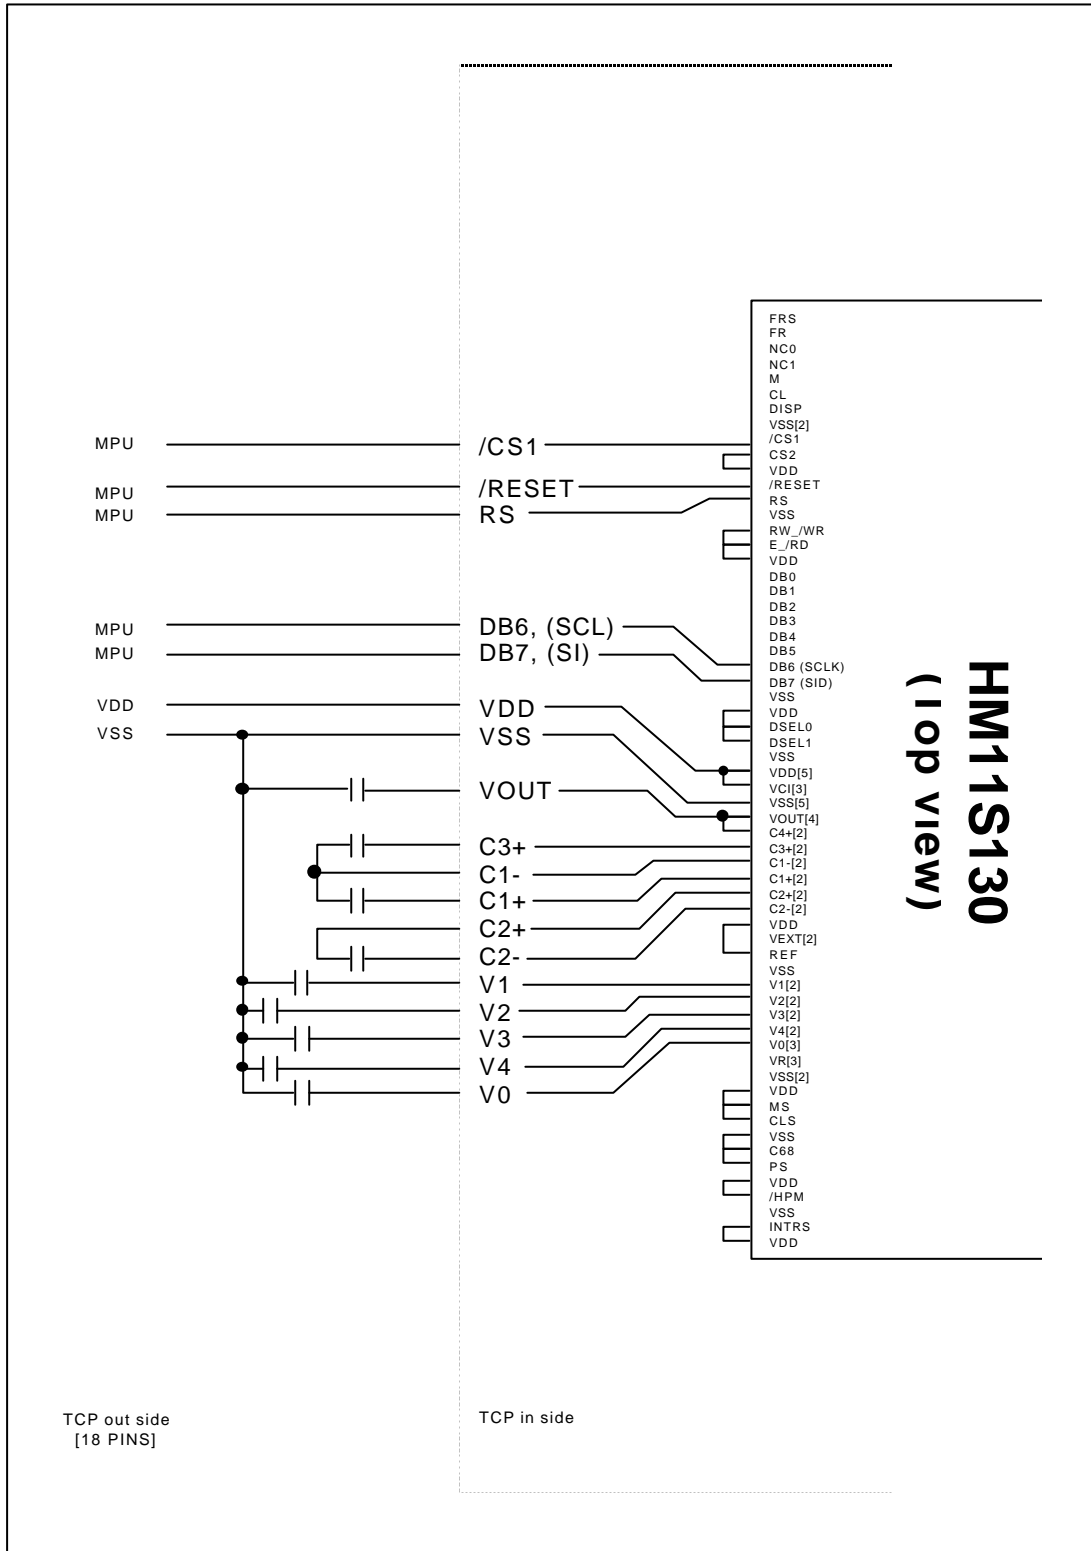 MPU
MPU
MPU
MPU
MPU
VDD
VSS
/CS1
/RESET
RS
DB6, (SCL)
DB7, (SI)
VDD
VSS
VOUT
C3+
C1-
C1+
C2+
C2-
V1
V2
V3
V4
V0
FRS
FR
NC0
NC1
M
CL
DISP
VSS[2]
/CS1
CS2
VDD
/RESET
RS
VSS
RW_/WR
E_/RD
VDD
DB0
DB1
DB2
DB3
DB4
DB5
DB6 (SCLK)
DB7 (SID)
VSS
VDD
DSEL0
DSEL1
VSS
VDD[5]
VCI[3]
VSS[5]
VOUT[4]
C4+[2]
C3+[2]
C1-[2]
C1+[2]
C2+[2]
C2-[2]
VDD
VEXT[2]
REF
VSS
V1[2]
V2[2]
V3[2]
V4[2]
V0[3]
VR[3]
VSS[2]
VDD
MS
CLS
VSS
C68
PS
VDD
/HPM
VSS
INTRS
VDD
HM11S130
(Top view)
TCP out side
[18 PINS]
TCP in side